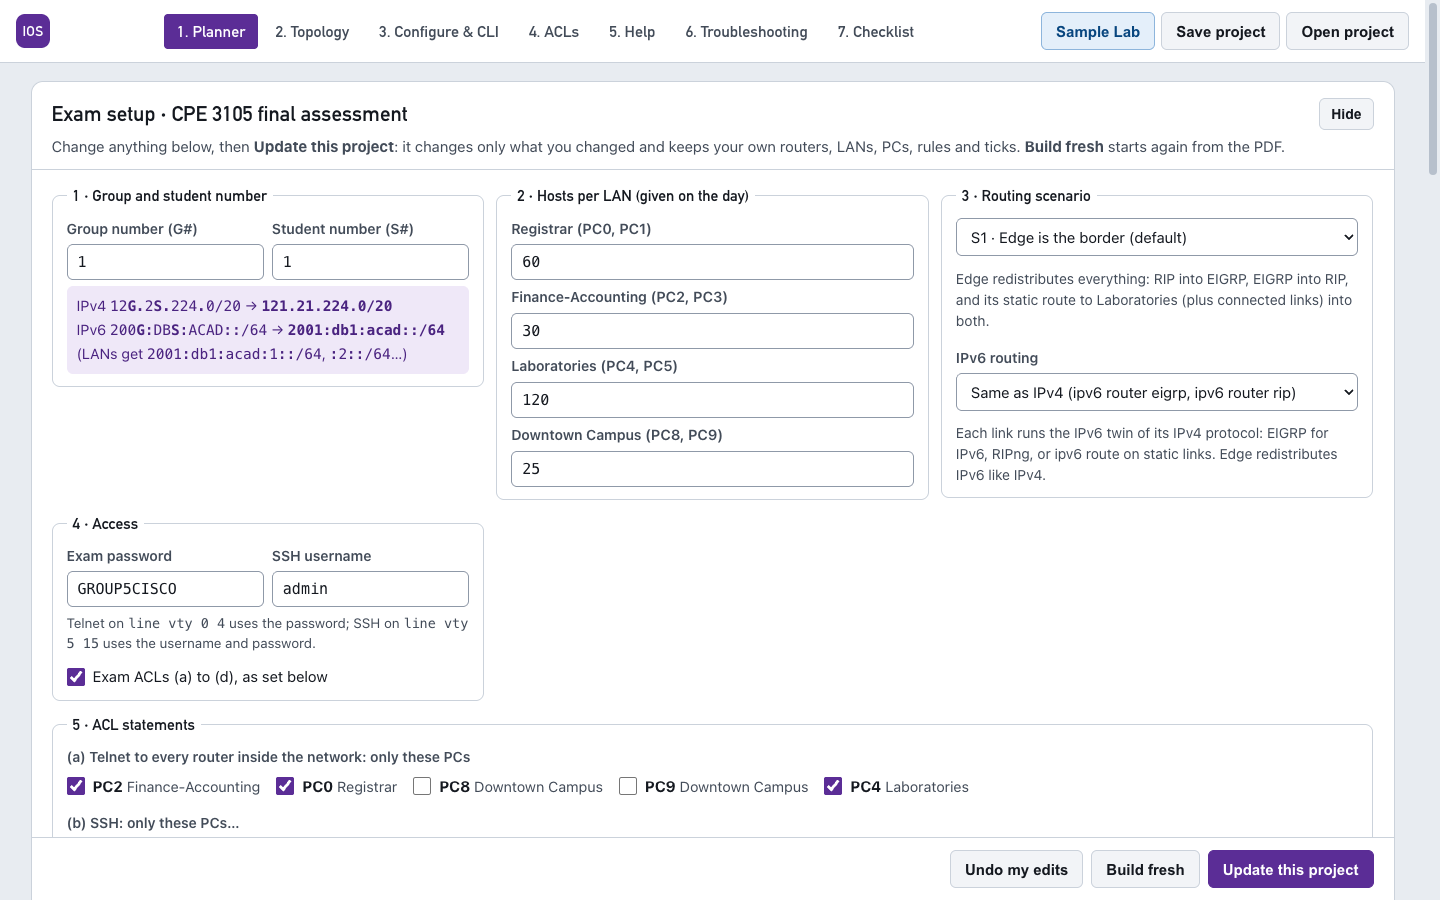 IOS
1. Planner
2. Topology
3. Configure & CLI
4. ACLs
5. Help
6. Troubleshooting
7. Checklist
Sample Lab
Save project
Open project
Exam setup · CPE 3105 final assessment
Hide
Change anything below, then Update this project: it changes only what you changed and keeps your own routers, LANs, PCs, rules and ticks. Build fresh starts again from the PDF.
1 · Group and student number
Group number (G#)
Student number (S#)
1
1
IPv4 12G.2S.224.0/20 → 121.21.224.0/20
IPv6 200G:DBS:ACAD::/64 → 2001:db1:acad::/64
(LANs get 2001:db1:acad:1::/64, :2::/64…)
2 · Hosts per LAN (given on the day)
Registrar (PC0, PC1)
60
Finance-Accounting (PC2, PC3)
30
Laboratories (PC4, PC5)
120
Downtown Campus (PC8, PC9)
25
3 · Routing scenario
S1 · Edge is the border (default)
Edge redistributes everything: RIP into EIGRP, EIGRP into RIP,
and its static route to Laboratories (plus connected links) into
both.
IPv6 routing
Same as IPv4 (ipv6 router eigrp, ipv6 router rip)
Each link runs the IPv6 twin of its IPv4 protocol: EIGRP for
IPv6, RIPng, or ipv6 route on static links. Edge redistributes
IPv6 like IPv4.
4 · Access
Exam password
SSH username
GROUP5CISCO
admin
Telnet on line vty 0 4 uses the password; SSH on line vty
5 15 uses the username and password.
Exam ACLs (a) to (d), as set below
5 · ACL statements
(a) Telnet to every router inside the network: only these PCs
PC2 Finance-Accounting
PC0 Registrar
PC8 Downtown Campus
PC9 Downtown Campus
PC4 Laboratories
(b) SSH: only these PCs…
Undo my edits
Build fresh
Update this project